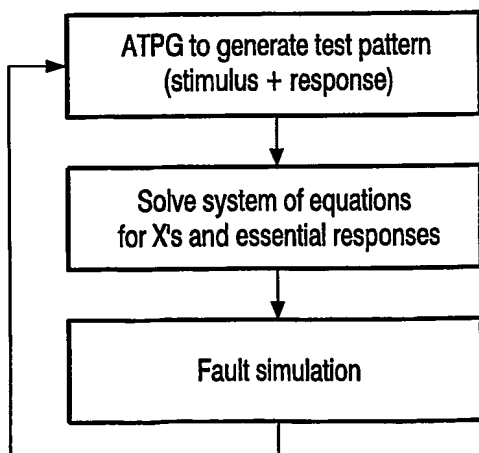 ATPG to generate test pattern
(stimulus + response)
Solve system of equations
for X's and essential responses
Fault simulation